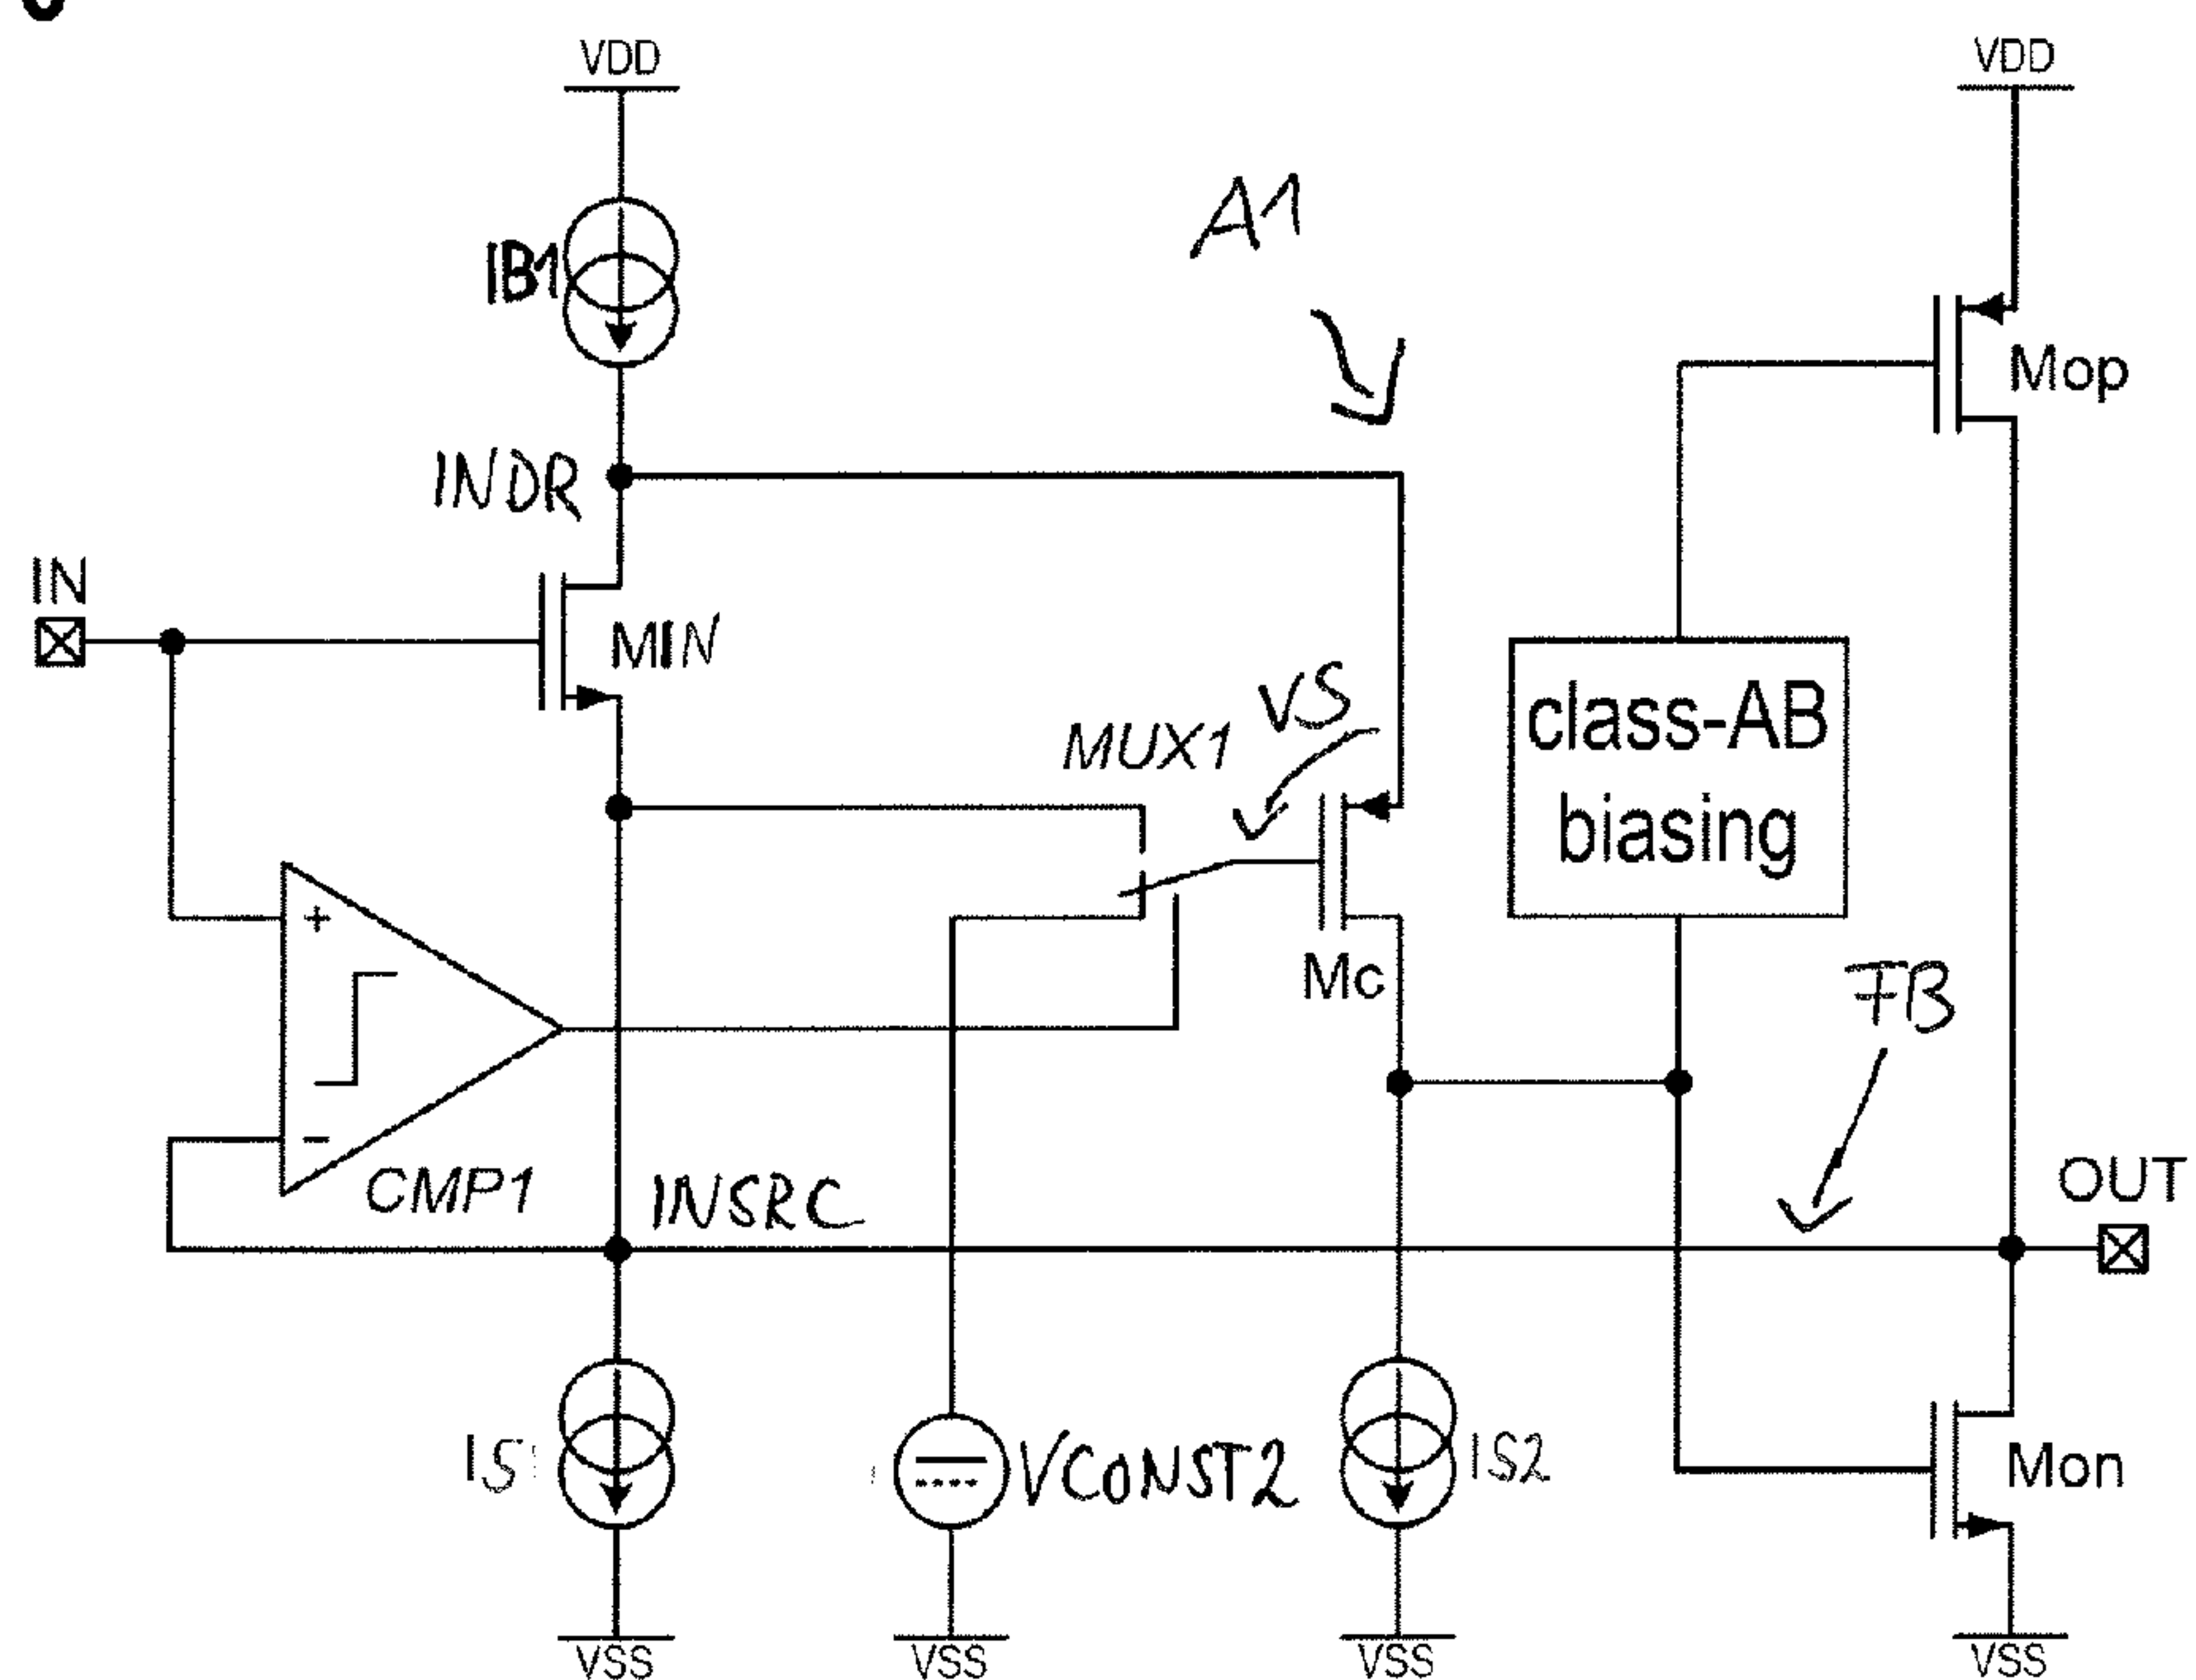 VDD
VDD
IB1
A1
Mop
INDR
IN
MIN
VS
MUX1
class-AB
biasing
+
Mc
FB
-
CMP1
INSRC
OUT
IS
VCONST2
IS2
Mon
VSS
VSS
VSS
VSS